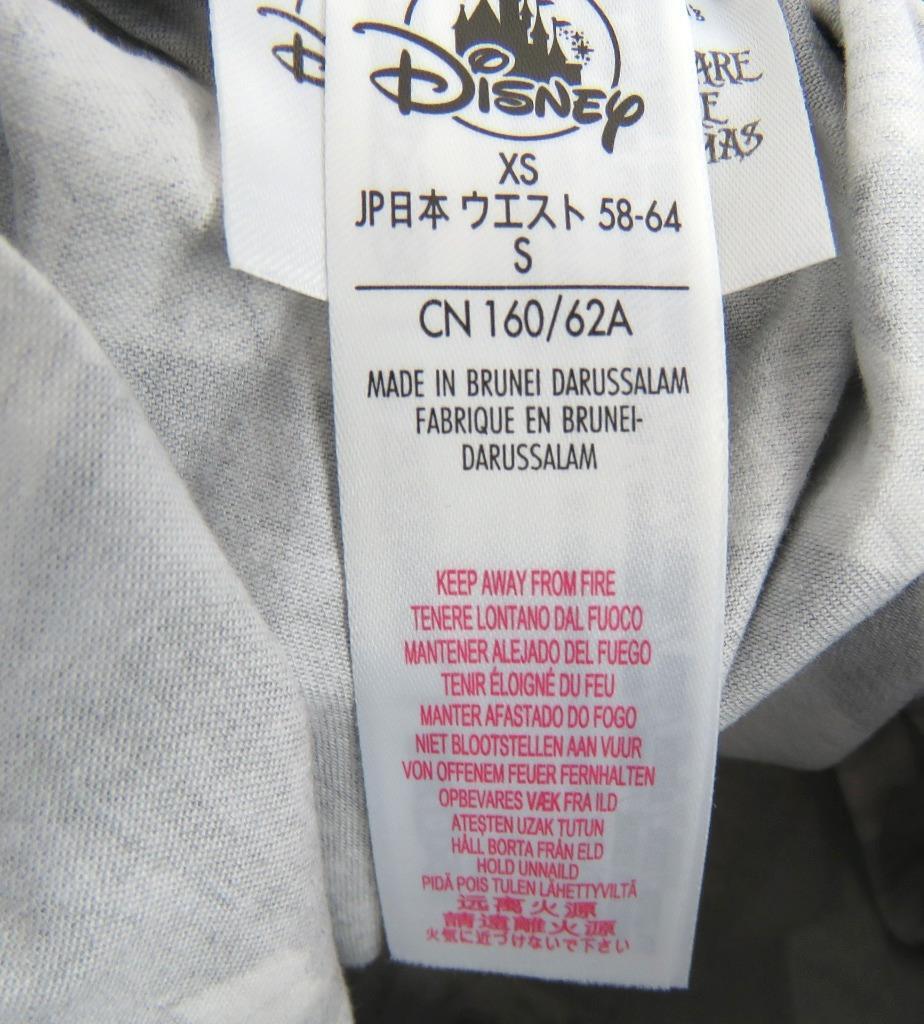 Disney
XS
JP日本 ウエスト 58-64
S
CN 160/62A
MADE IN BRUNEI DARUSSALAM
FABRIQUE EN BRUNEI-
DARUSSALAM
KEEP AWAY FROM FIRE
TENERE LONTANO DAL FUOCO
MANTENER ALEJADO DEL FUEGO
TENIR ÉLOIGNÉ DU FEU
MANTER AFASTADO DO FOGO
NIET BLOOTSTELLEN AAN VUUR
VON OFFENEM FEUER FERNHALTEN
OPBEVARES VÆK FRA ILD
ATEŞTEN UZAK TUTUN
HÅLL BORTA FRÅN ELD
HOLD UNNAILD
PIDÄ POIS TULEN LÄHETTYVILTÄ
远离火源
請遠離火源
火気に近づけないで下さい